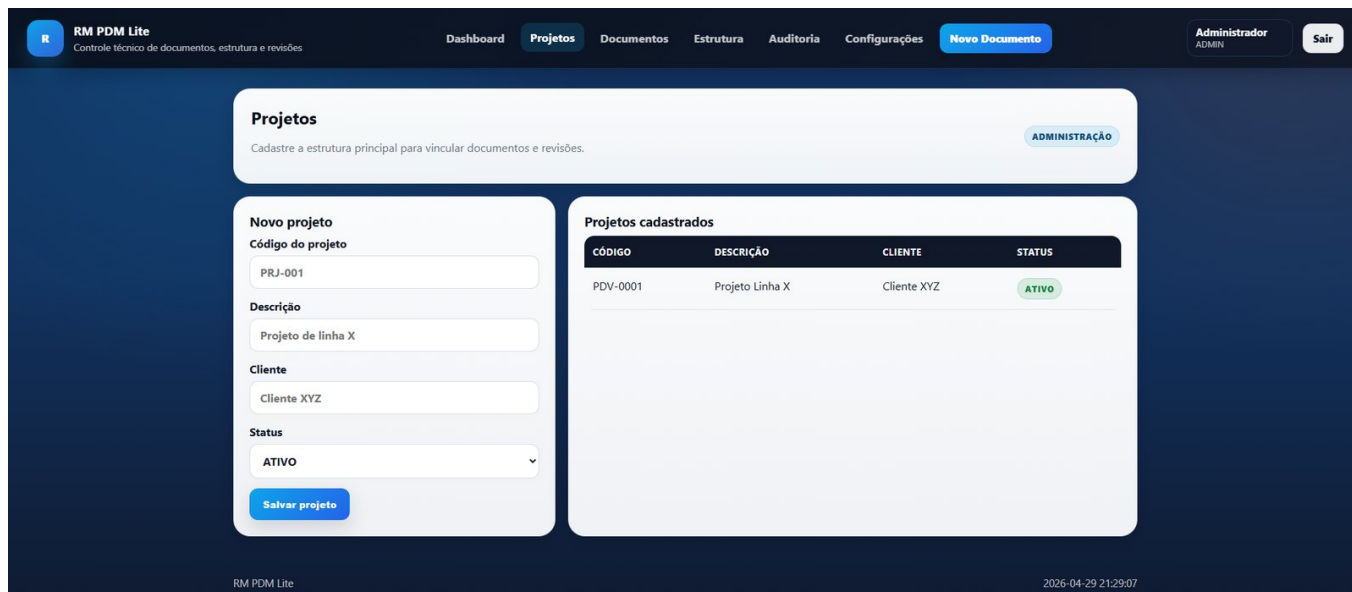 R
RM PDM Lite
Controle técnico de documentos, estrutura e revisões
Dashboard Projetos Documentos Estrutura Auditoria Configurações Novo Documento
Administrador
ADMIN
Sair
Projetos
Cadastre a estrutura principal para vincular documentos e revisões.
ADMINISTRAÇÃO
Novo projeto
Código do projeto
PRJ-001
Descrição
Projeto de linha X
Cliente
Cliente XYZ
Status
ATIVO
Salvar projeto
Projetos cadastrados
CÓDIGO DESCRIÇÃO CLIENTE STATUS
PDV-0001 Projeto Linha X Cliente XYZ ATIVO
RM PDM Lite
2026-04-29 21:29:07